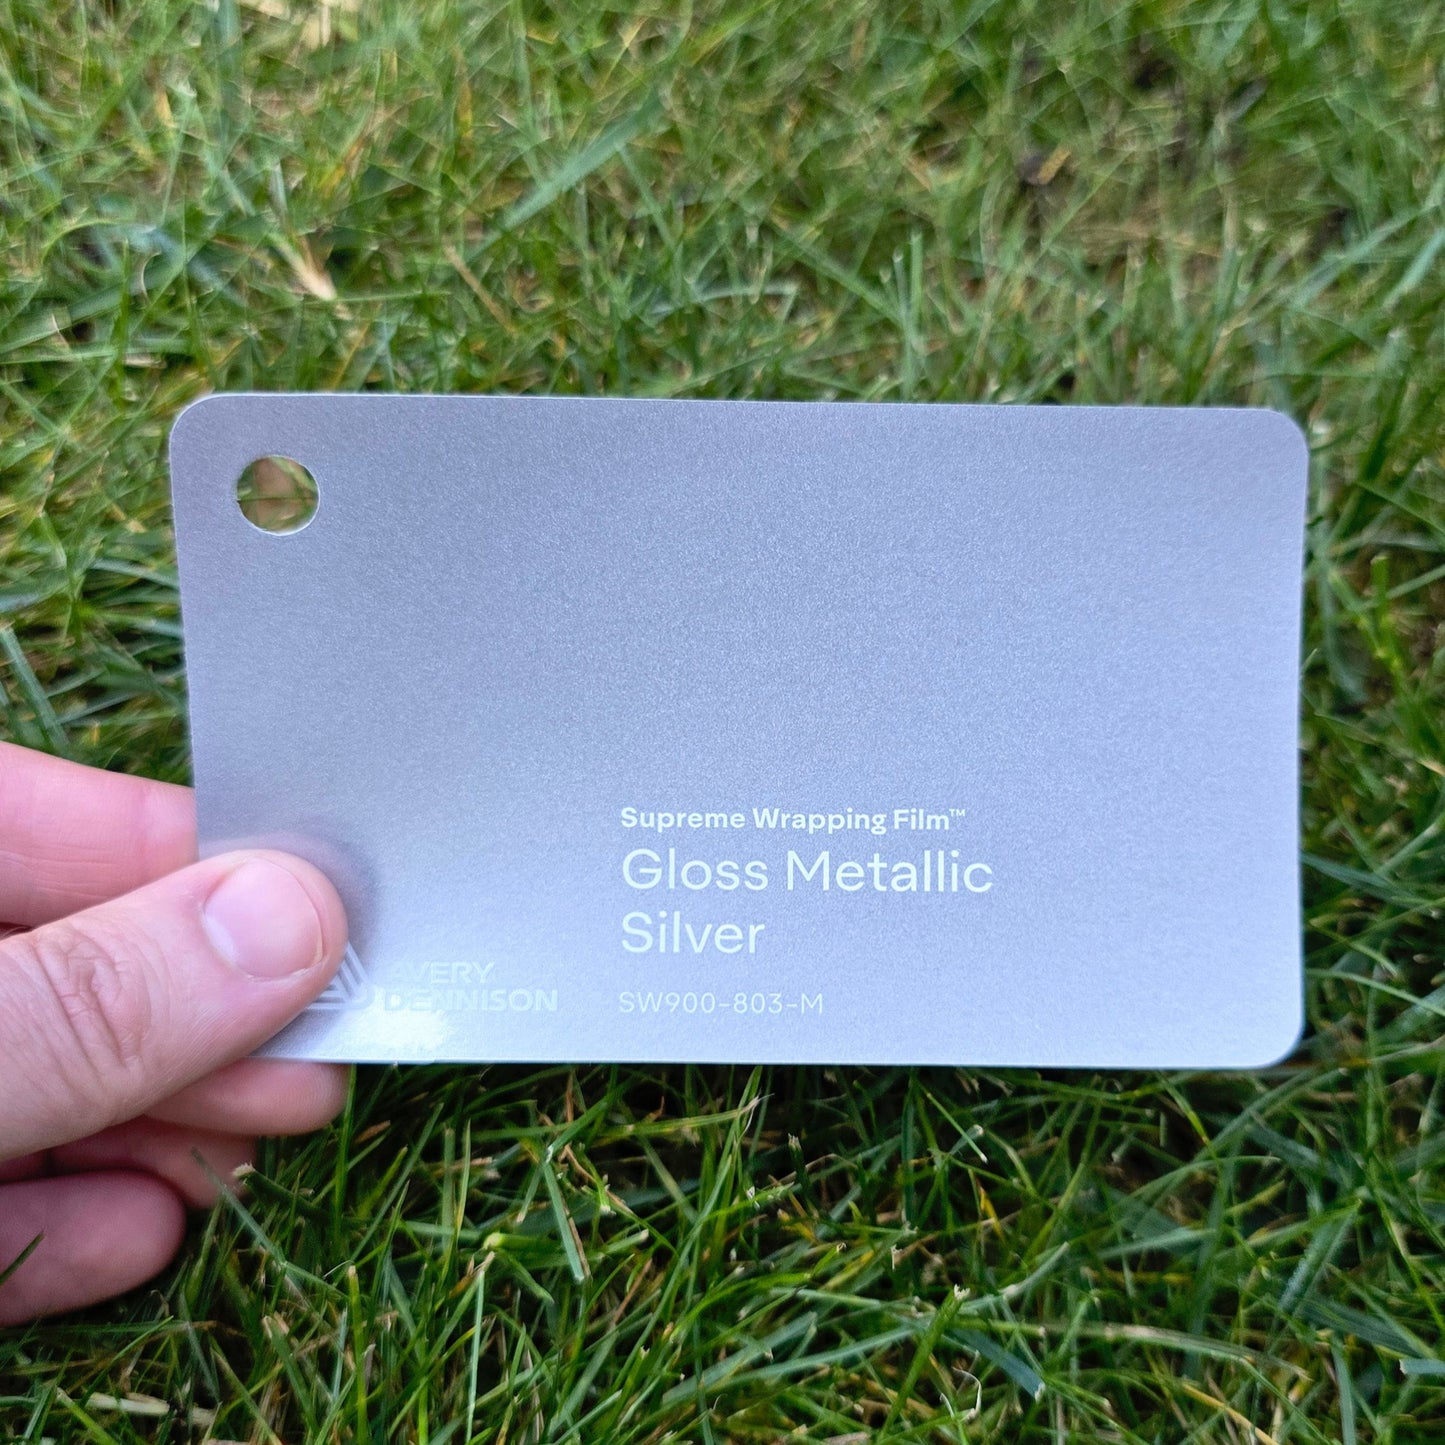 Supreme Wrapping Film™
Gloss Metallic
Silver
AVERY
DENNISON
SW900-803-M